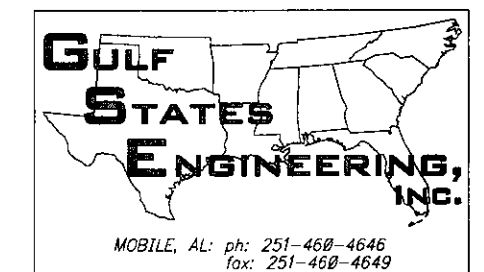 GULF
STATES
ENGINEERING,
INC.
MOBILE, AL: ph: 251-460-4646
fax: 251-460-4649